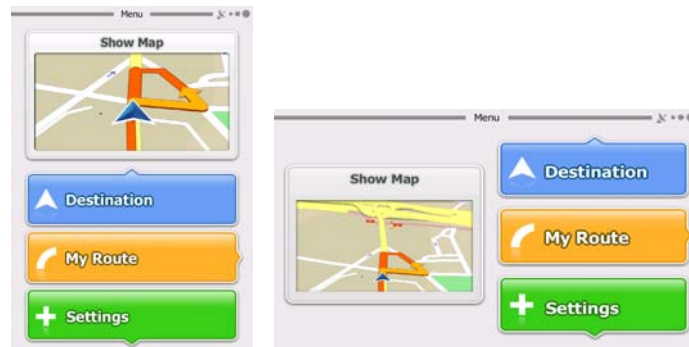 Menu
Show Map
Destination
My Route
Settings
Menu
Show Map
Destination
My Route
Settings